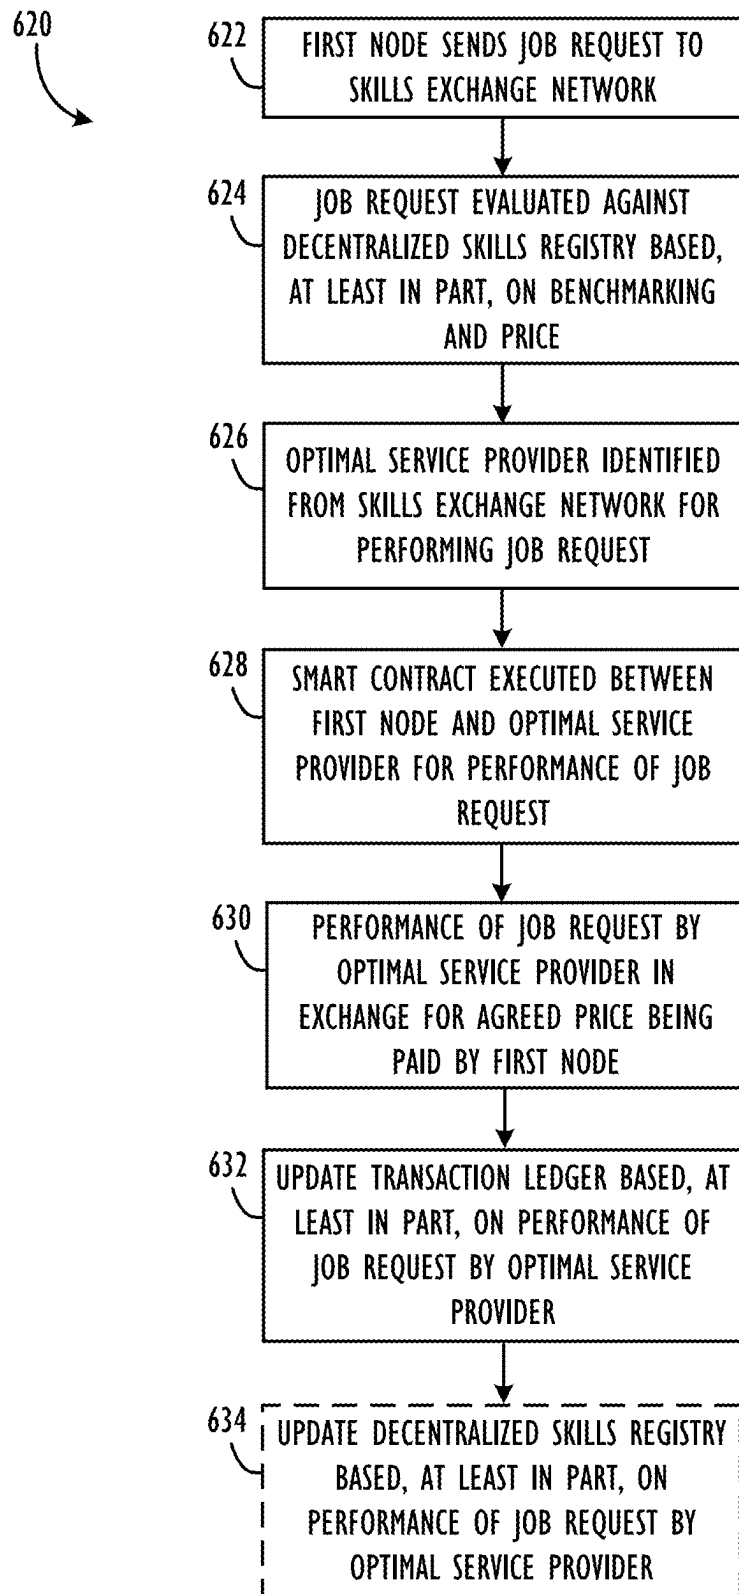 620
622
FIRST NODE SENDS JOB REQUEST TO
SKILLS EXCHANGE NETWORK
624
JOB REQUEST EVALUATED AGAINST
DECENTRALIZED SKILLS REGISTRY BASED,
AT LEAST IN PART, ON BENCHMARKING
AND PRICE
626
OPTIMAL SERVICE PROVIDER IDENTIFIED
FROM SKILLS EXCHANGE NETWORK FOR
PERFORMING JOB REQUEST
628
SMART CONTRACT EXECUTED BETWEEN
FIRST NODE AND OPTIMAL SERVICE
PROVIDER FOR PERFORMANCE OF JOB
REQUEST
630
PERFORMANCE OF JOB REQUEST BY
OPTIMAL SERVICE PROVIDER IN
EXCHANGE FOR AGREED PRICE BEING
PAID BY FIRST NODE
632
UPDATE TRANSACTION LEDGER BASED, AT
LEAST IN PART, ON PERFORMANCE OF
JOB REQUEST BY OPTIMAL SERVICE
PROVIDER
634
UPDATE DECENTRALIZED SKILLS REGISTRY
BASED, AT LEAST IN PART, ON
PERFORMANCE OF JOB REQUEST BY
OPTIMAL SERVICE PROVIDER